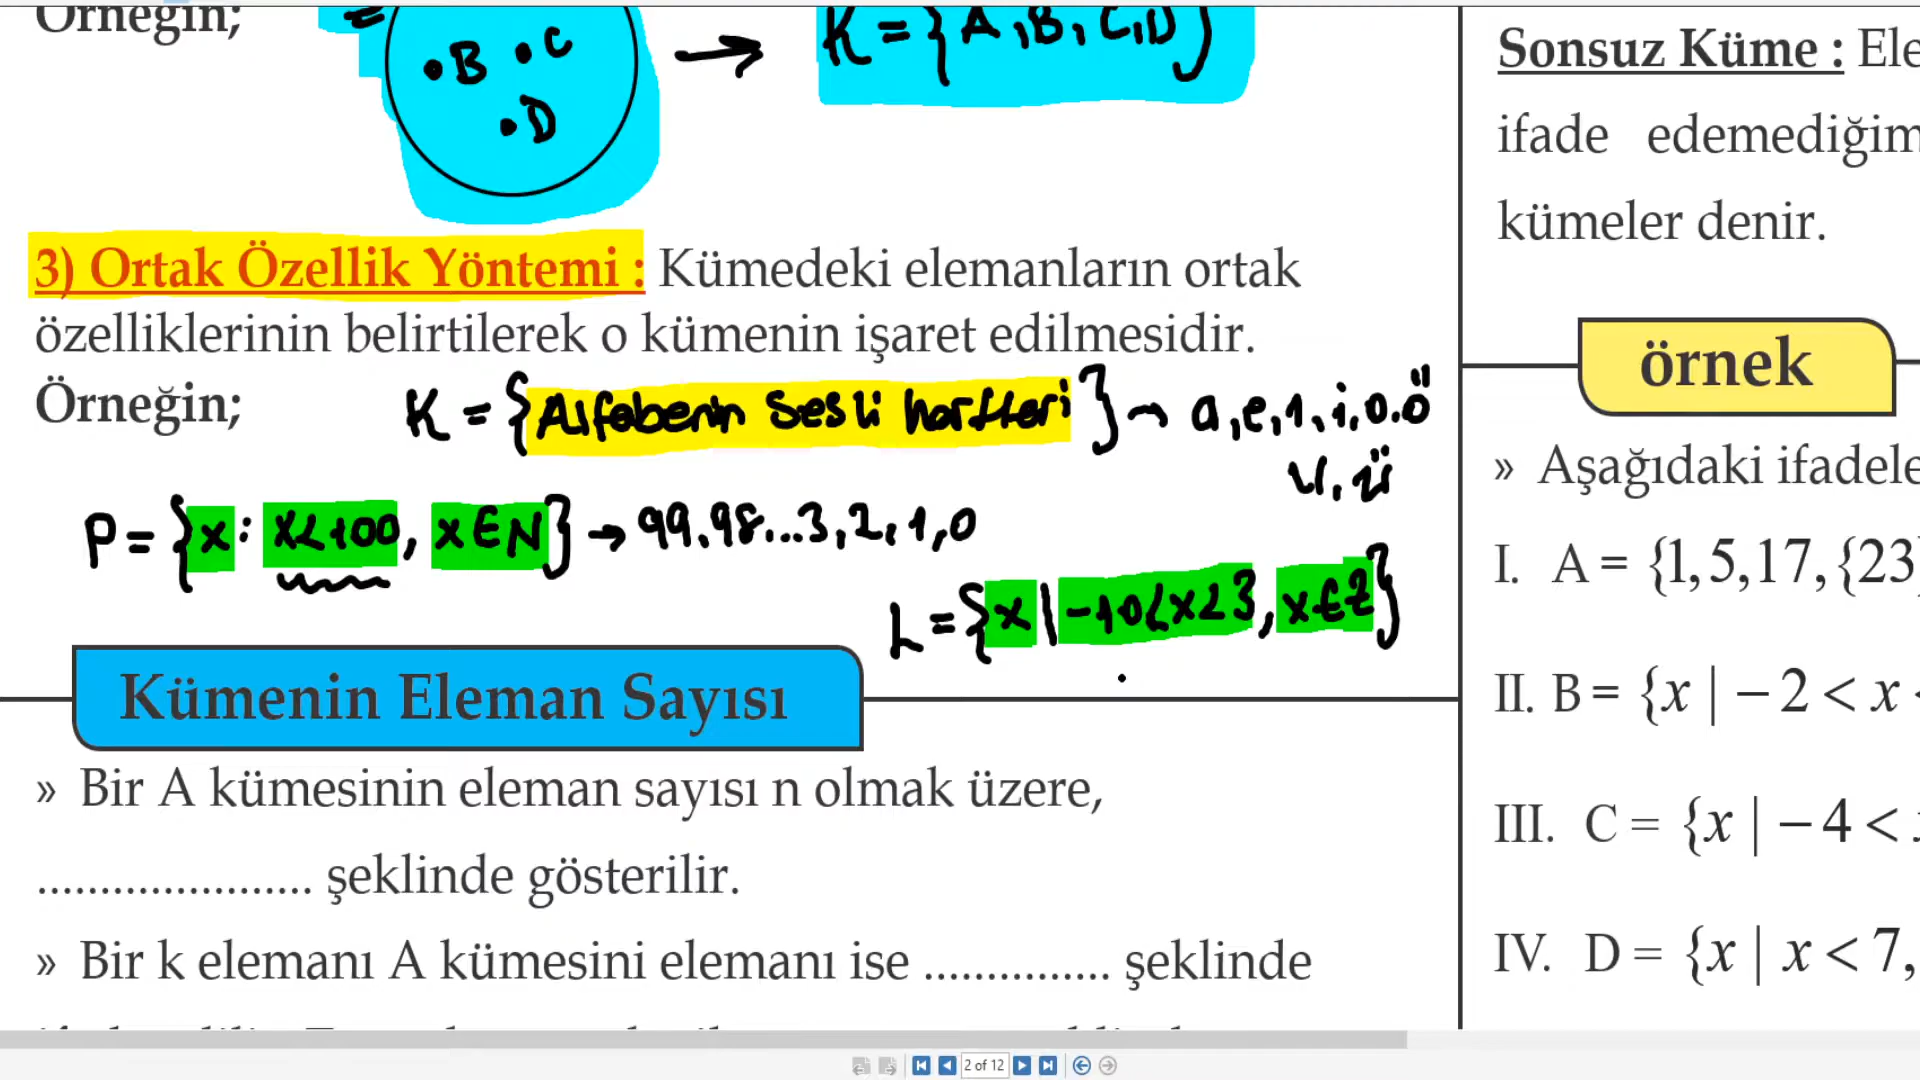 Örneğin;
B C
D
K = {A, B, C, D}
3) Ortak Özellik Yöntemi : Kümedeki elemanların ortak
özelliklerinin belirtilerek o kümenin işaret edilmesidir.
Örneğin; K = {Alfabenin Sesli harfleri} → a, e, ı, i, o. ö
u, ü
P = {x : x<100, x∈N} → 99.98...3, 2, 1, 0
L = {x | -10<x<3, x∈Z}
Kümenin Eleman Sayısı
» Bir A kümesinin eleman sayısı n olmak üzere,
...................... şeklinde gösterilir.
» Bir k elemanı A kümesini elemanı ise ............... şeklinde
Sonsuz Küme : Ele
ifade edemediğim
kümeler denir.
örnek
» Aşağıdaki ifadele
I. A = {1, 5, 17, {23}
II. B = {x | − 2 < x <
III. C = {x | − 4 < x
IV. D = {x | x < 7,
2 of 12